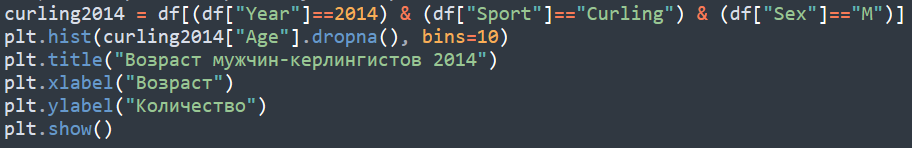 curling2014 = df[(df["Year"]==2014) & (df["Sport"]=="Curling") & (df["Sex"]=="M")]
plt.hist(curling2014["Age"].dropna(), bins=10)
plt.title("Возраст мужчин-керлингистов 2014")
plt.xlabel("Возраст")
plt.ylabel("Количество")
plt.show()